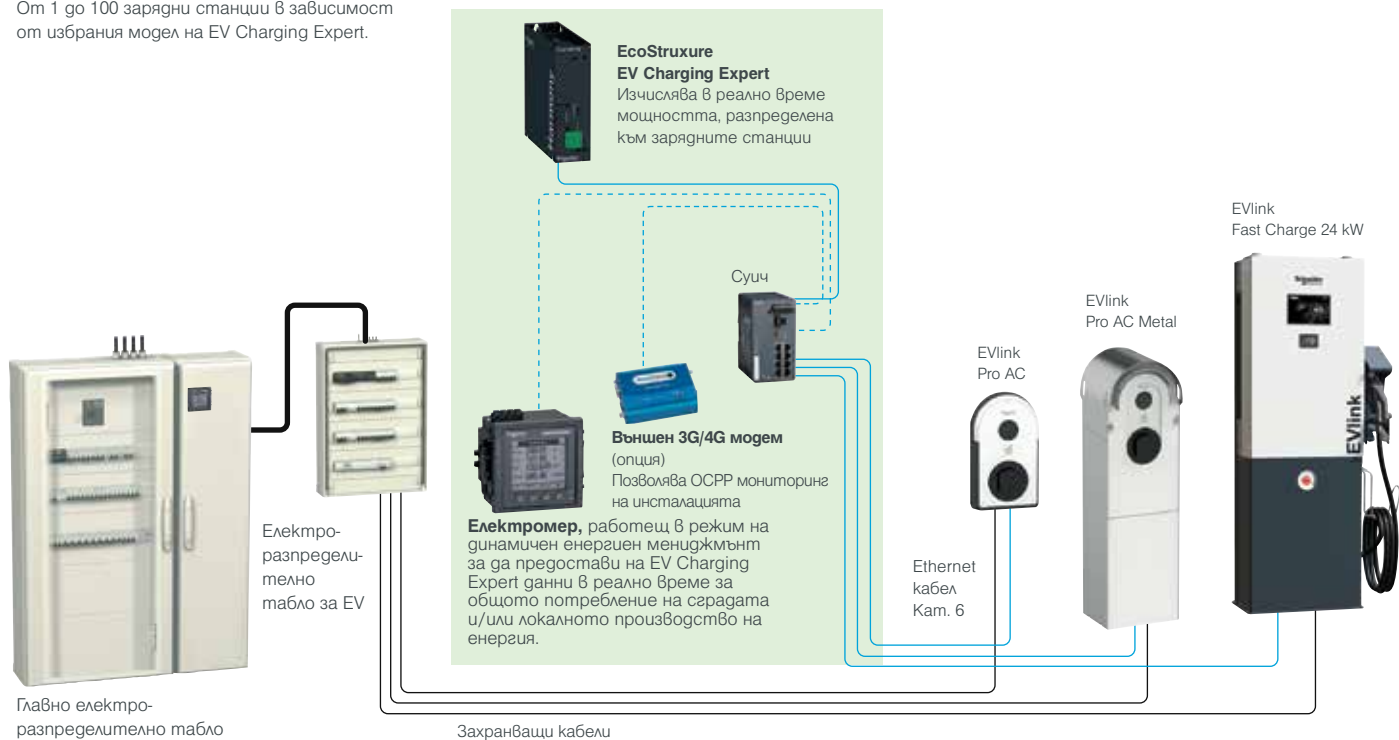 От 1 до 100 зарядни станции в зависимост
от избрания модел на EV Charging Expert.
EcoStruxure
EV Charging Expert
Изчислява в реално време
мощността, разпределена
към зарядните станции
Суич
EVlink
Fast Charge 24 kW
EVlink
Pro AC Metal
EVlink
Pro AC
Външен 3G/4G модем
(опция)
Позволява OCPP мониторинг
на инсталацията
Електромер, работещ в режим на
динамичен енергиен мениджмънт
за да предостави на EV Charging
Expert данни в реално време за
общото потребление на сградата
и/или локалното производство на
енергия.
Електро-
разпредели-
телно
табло за EV
Ethernet
кабел
Кат. 6
EVlink
Главно електро-
разпределително табло
Захранващи кабели